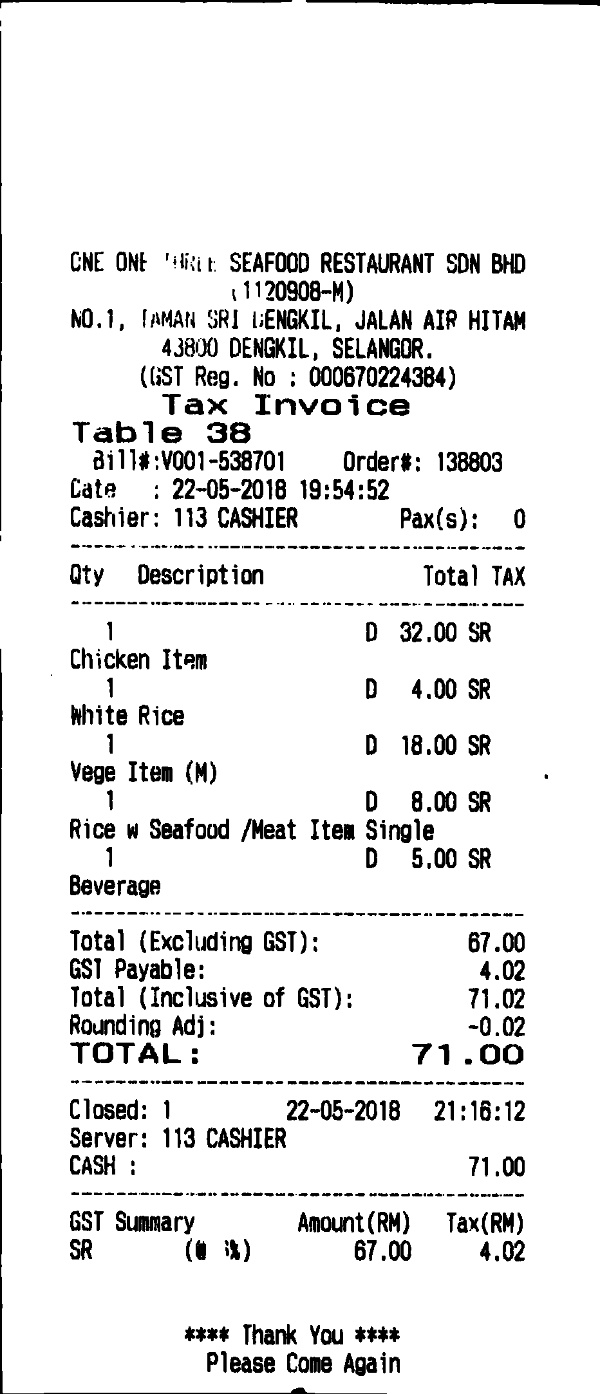 ONE ONE THREE SEAFOOD RESTAURANT SDN BHD
(1120908-M)
NO.1, TAMAN SRI DENGKIL, JALAN AIR HITAM
43800 DENGKIL, SELANGOR.
(GST Reg. No : 000670224384)
Tax Invoice
Table 38
Bill#:V001-538701 Order#: 138803
Date : 22-05-2018 19:54:52
Cashier: 113 CASHIER Pax(s): 0
Qty Description Total TAX
1 D 32.00 SR
Chicken Item
1 D 4.00 SR
White Rice
1 D 18.00 SR
Vege Item (M)
1 D 8.00 SR
Rice w Seafood /Meat Item Single
1 D 5.00 SR
Beverage
Total (Excluding GST): 67.00
GST Payable: 4.02
Total (Inclusive of GST): 71.02
Rounding Adj: -0.02
TOTAL: 71.00
Closed: 1 22-05-2018 21:16:12
Server: 113 CASHIER
CASH : 71.00
GST Summary Amount(RM) Tax(RM)
SR 67.00 4.02
**** Thank You ****
Please Come Again